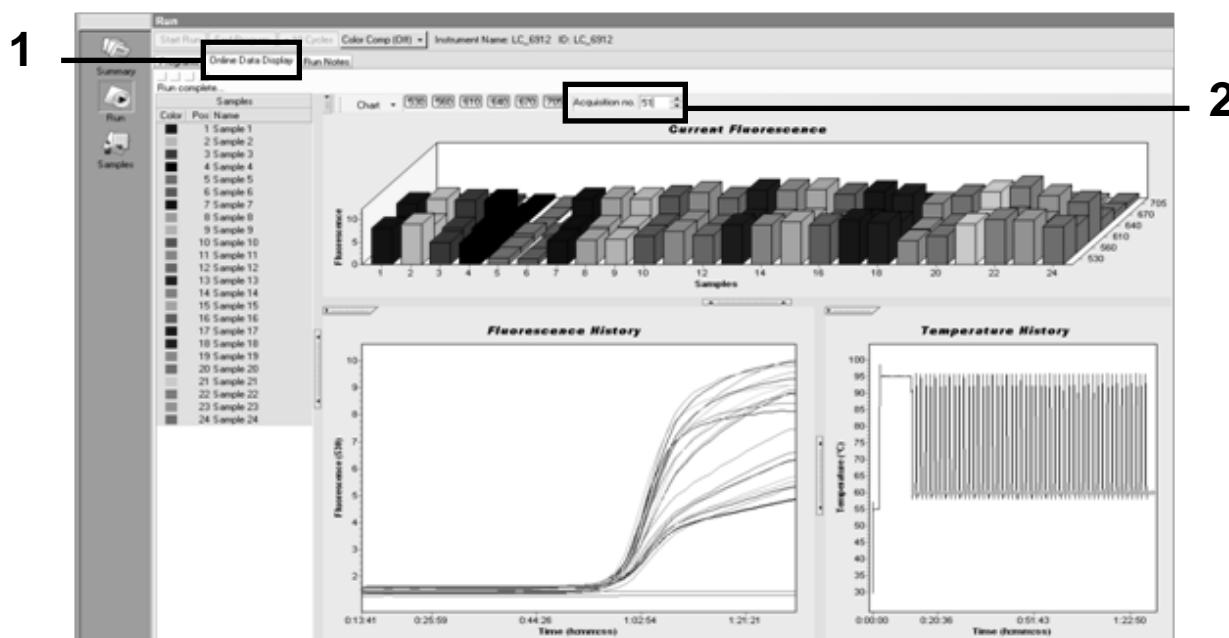 Run
1
Color Comp (Off)
Instrument Name: LC_6912 ID: LC_6912
Online Data Display
Run Notes
Summary
Run
Samples
Run complete...
Samples
Color Pos Name
1 Sample 1
2 Sample 2
3 Sample 3
4 Sample 4
5 Sample 5
6 Sample 6
7 Sample 7
8 Sample 8
9 Sample 9
10 Sample 10
11 Sample 11
12 Sample 12
13 Sample 13
14 Sample 14
15 Sample 15
16 Sample 16
17 Sample 17
18 Sample 18
19 Sample 19
20 Sample 20
21 Sample 21
22 Sample 22
23 Sample 23
24 Sample 24
Chart 530 560 610 640 670 705 Acquisition no. 51
2
Current Fluorescence
Fluorescence
10
5
0
1 2 3 4 5 6 7 8 9 10 12 14 16 18 20 22 24
Samples
705
670
640
610
560
530
Fluorescence History
Fluorescence (530)
10
9
8
7
6
5
4
3
2
0:13:41 0:25:59 0:44:26 1:02:54 1:21:21
Time (h:mm:ss)
Temperature History
Temperature (°C)
100
95
90
85
80
75
70
65
60
55
50
45
40
35
30
0:00:00 0:20:36 0:51:43 1:22:50
Time (h:mm:ss)